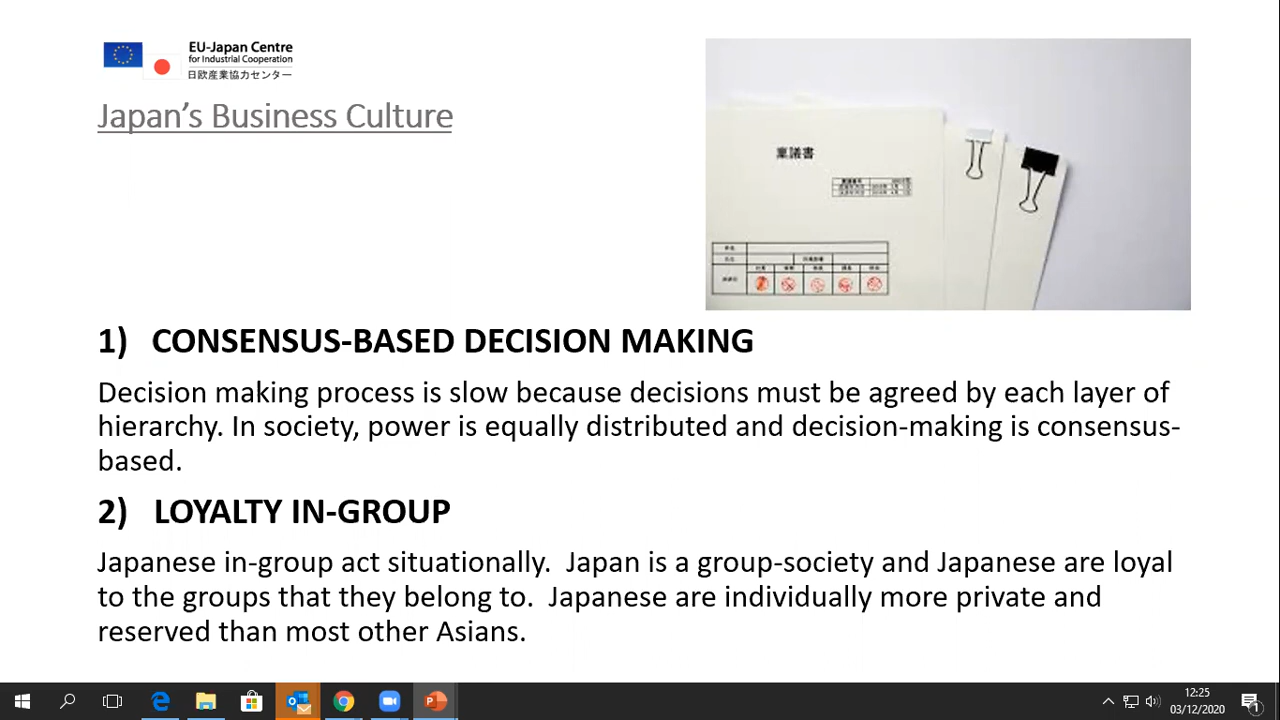 EU-Japan Centre
for Industrial Cooperation
日欧産業協力センター
Japan's Business Culture
稟議書
1) CONSENSUS-BASED DECISION MAKING
Decision making process is slow because decisions must be agreed by each layer of
hierarchy. In society, power is equally distributed and decision-making is consensus-
based.
2) LOYALTY IN-GROUP
Japanese in-group act situationally.  Japan is a group-society and Japanese are loyal
to the groups that they belong to.  Japanese are individually more private and
reserved than most other Asians.
12:25
03/12/2020